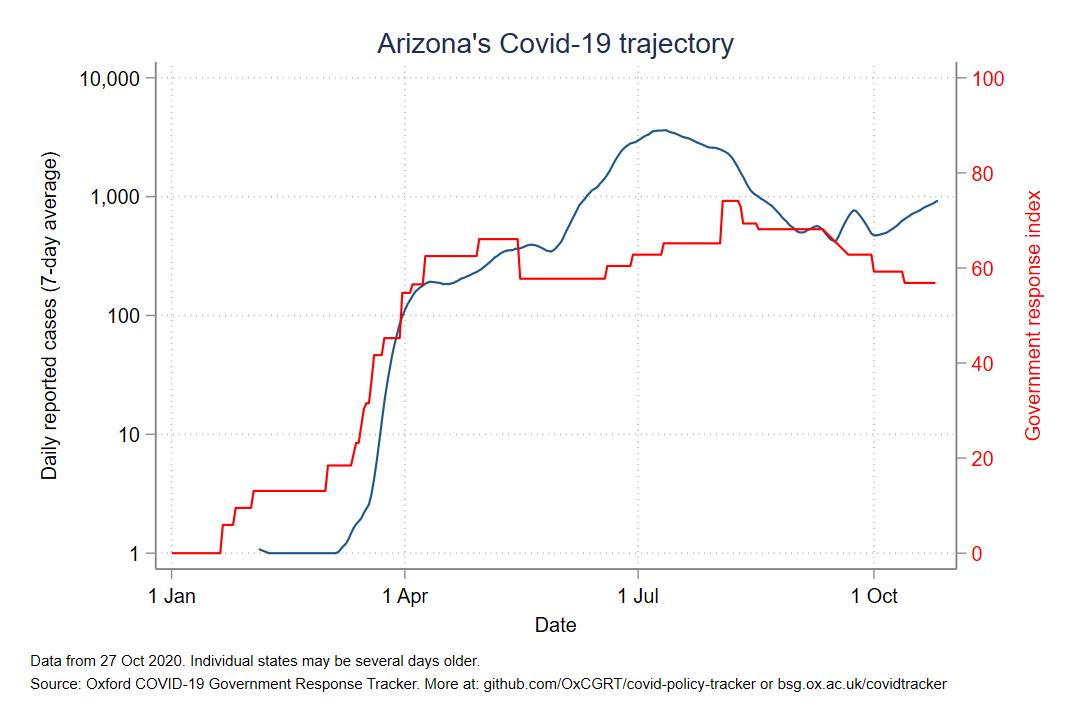 Arizona's Covid-19 trajectory
10,000
1,000
100
10
1
Daily reported cases (7-day average)
100
80
60
40
20
0
Government response index
1 Jan
1 Apr
1 Jul
1 Oct
Date
Data from 27 Oct 2020. Individual states may be several days older.
Source: Oxford COVID-19 Government Response Tracker. More at: github.com/OxCGRT/covid-policy-tracker or bsg.ox.ac.uk/covidtracker